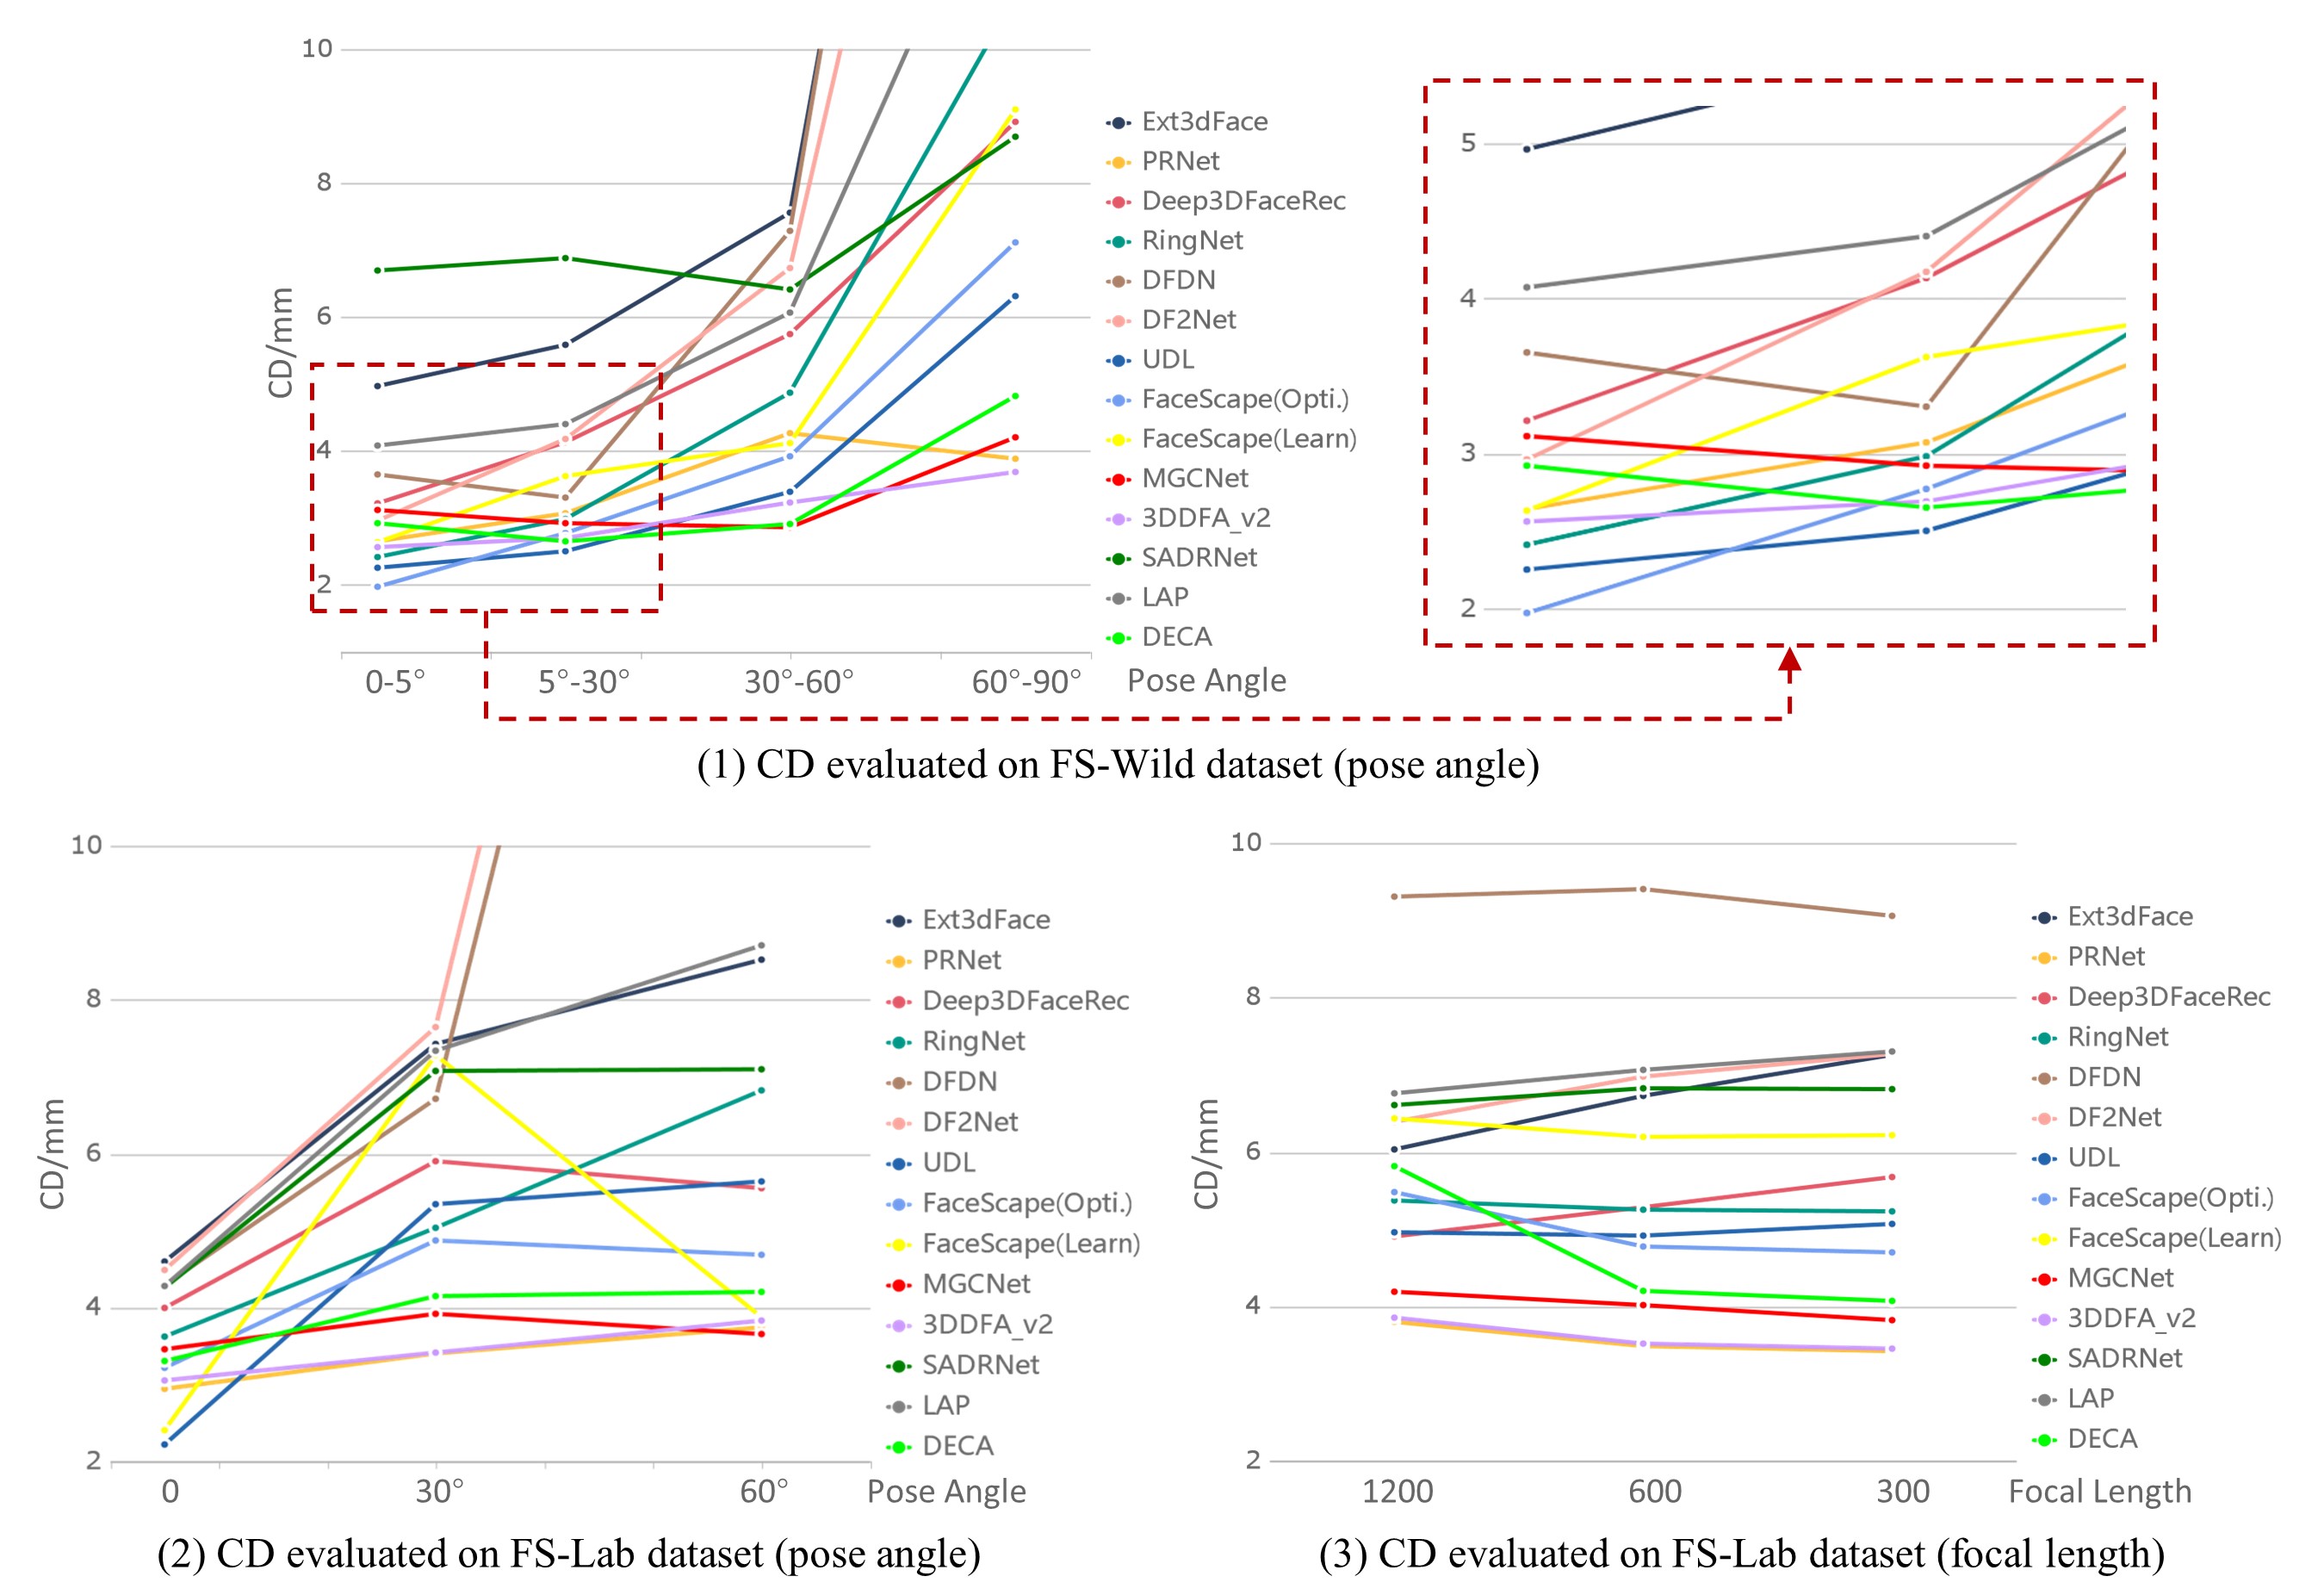 10
8
6
4
2
CD/mm
0-5°
5°-30°
30°-60°
60°-90°
Pose Angle
Ext3dFace
PRNet
Deep3DFaceRec
RingNet
DFDN
DF2Net
UDL
FaceScape(Opti.)
FaceScape(Learn)
MGCNet
3DDFA_v2
SADRNet
LAP
DECA
5
4
3
2
(1) CD evaluated on FS-Wild dataset (pose angle)
10
8
6
4
2
CD/mm
0
30°
60°
Pose Angle
Ext3dFace
PRNet
Deep3DFaceRec
RingNet
DFDN
DF2Net
UDL
FaceScape(Opti.)
FaceScape(Learn)
MGCNet
3DDFA_v2
SADRNet
LAP
DECA
(2) CD evaluated on FS-Lab dataset (pose angle)
10
8
6
4
2
CD/mm
1200
600
300
Focal Length
Ext3dFace
PRNet
Deep3DFaceRec
RingNet
DFDN
DF2Net
UDL
FaceScape(Opti.)
FaceScape(Learn)
MGCNet
3DDFA_v2
SADRNet
LAP
DECA
(3) CD evaluated on FS-Lab dataset (focal length)